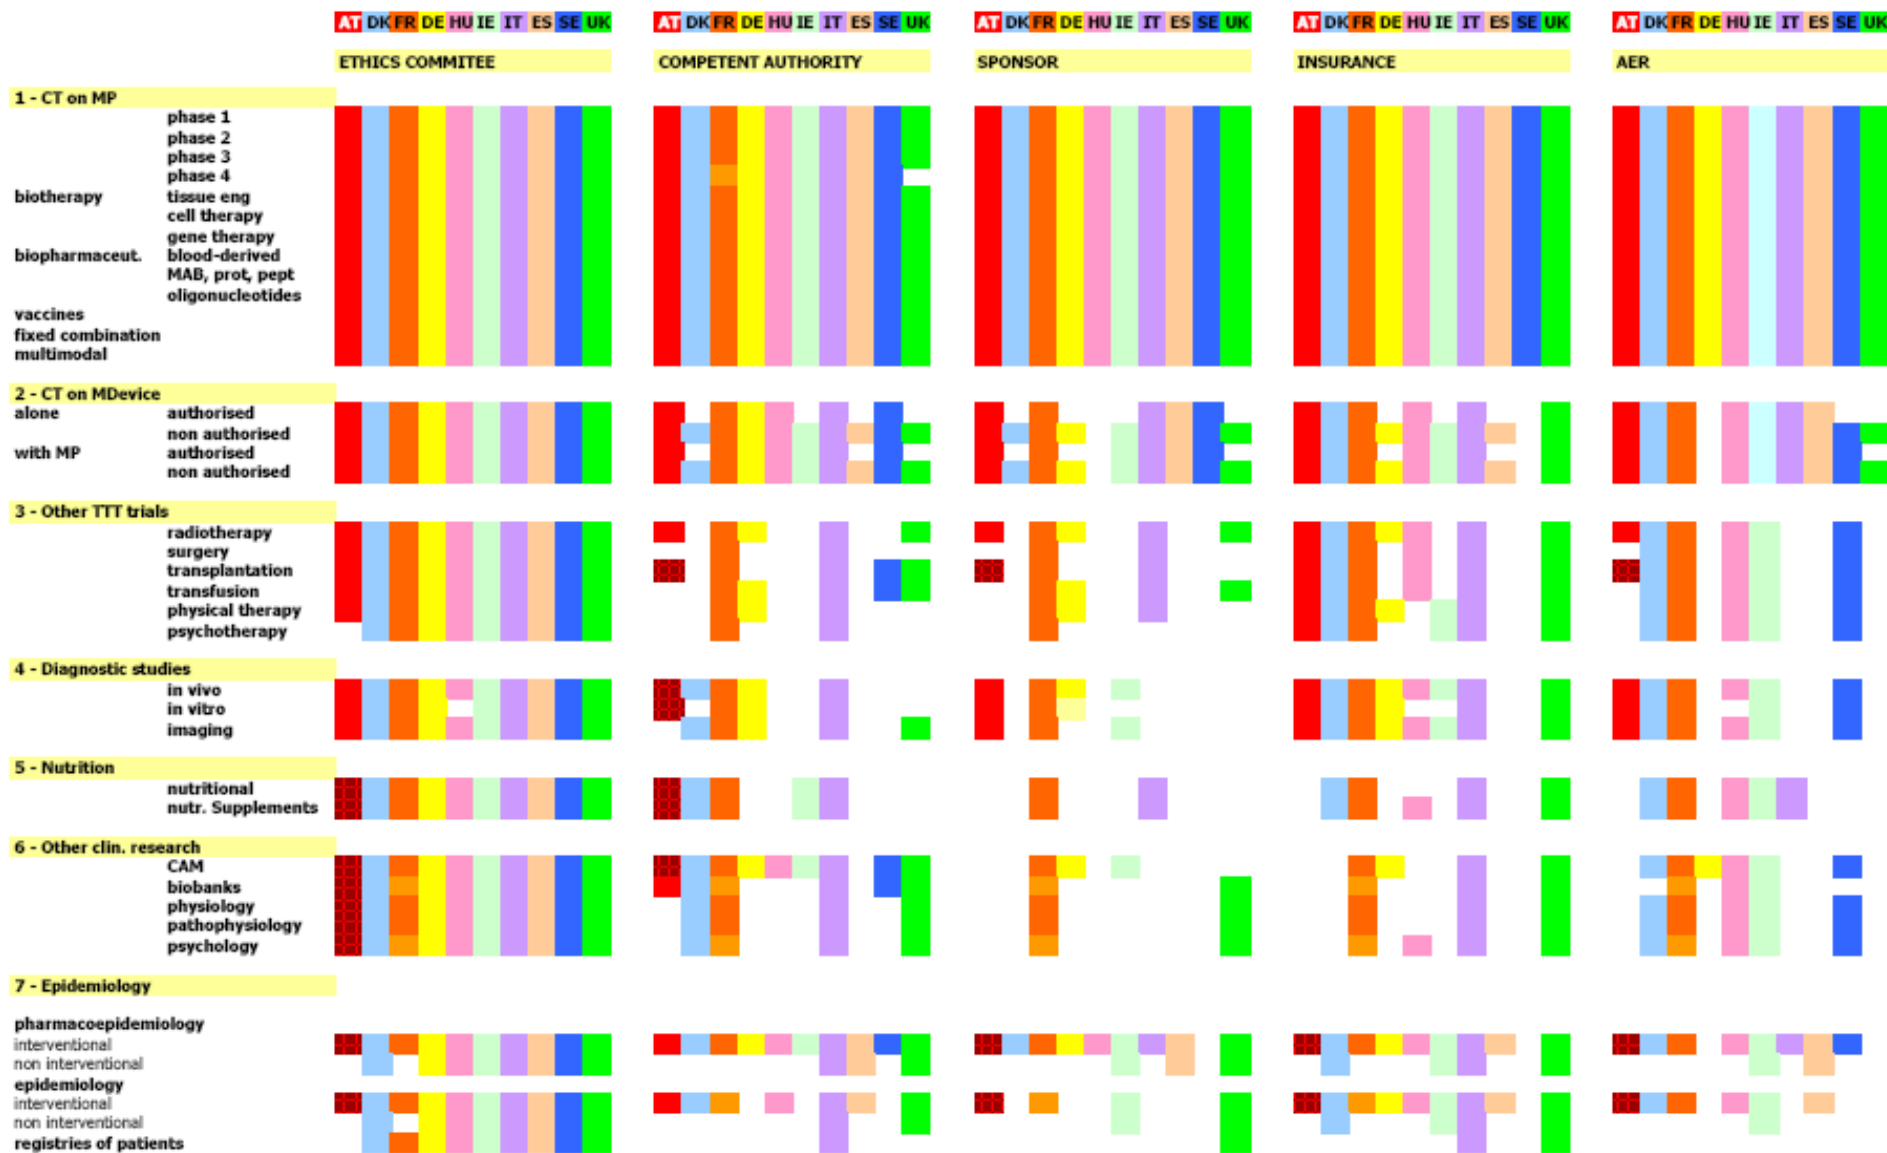 AT DK FR DE HU IE IT ES SE UK AT DK FR DE HU IE IT ES SE UK AT DK FR DE HU IE IT ES SE UK AT DK FR DE HU IE IT ES SE UK AT DK FR DE HU IE IT ES SE UK
ETHICS COMMITEE COMPETENT AUTHORITY SPONSOR INSURANCE AER
1 - CT on MP
phase 1
phase 2
phase 3
phase 4
biotherapy tissue eng
cell therapy
gene therapy
biopharmaceut. blood-derived
MAB, prot, pept
oligonucleotides
vaccines
fixed combination
multimodal
2 - CT on MDevice
alone authorised
non authorised
with MP authorised
non authorised
3 - Other TTT trials
radiotherapy
surgery
transplantation
transfusion
physical therapy
psychotherapy
4 - Diagnostic studies
in vivo
in vitro
imaging
5 - Nutrition
nutritional
nutr. Supplements
6 - Other clin. research
CAM
biobanks
physiology
pathophysiology
psychology
7 - Epidemiology
pharmacoepidemiology
interventional
non interventional
epidemiology
interventional
non interventional
registries of patients